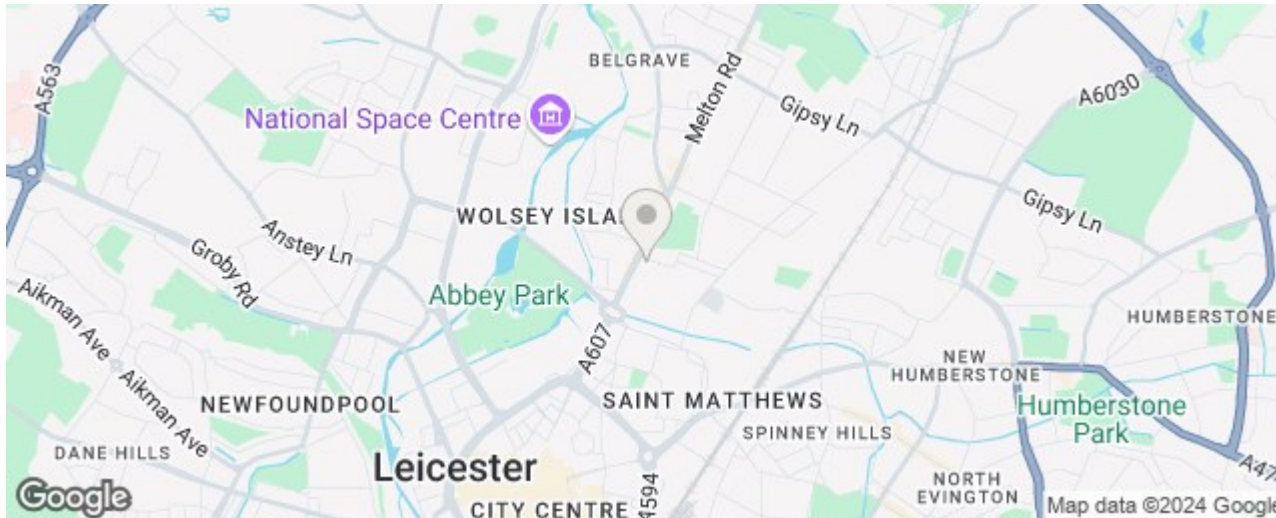 BELGRAVE
Melton Rd
A563
National Space Centre
Gipsy Ln
A6030
WOLSEY ISLA
Gipsy Ln
Anstey Ln
Groby Rd
Abbey Park
Aikman Ave
A607
HUMBERSTONE
NEW
HUMBERSTONE
Aikman Ave
NEWFOUNDPOOL
SAINT MATTHEWS
Humberstone
Park
SPINNEY HILLS
DANE HILLS
Leicester
A594
NORTH
EVINGTON
A47
CITY CENTRE
Google
Map data ©2024 Google